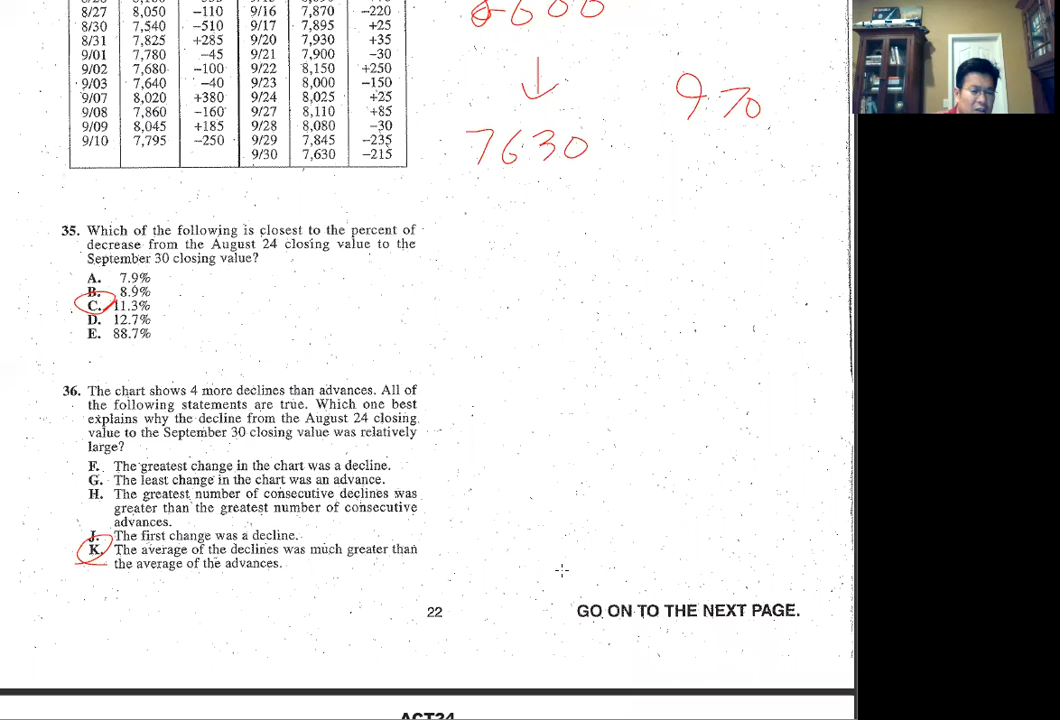 8/27 8,050 −110 9/16 7,870 −220
8/30 7,540 −510 9/17 7,895 +25
8/31 7,825 +285 9/20 7,930 +35
9/01 7,780 −45 9/21 7,900 −30
9/02 7,680 −100 9/22 8,150 +250
9/03 7,640 −40 9/23 8,000 −150
9/07 8,020 +380 9/24 8,025 +25
9/08 7,860 −160 9/27 8,110 +85
9/09 8,045 +185 9/28 8,080 −30
9/10 7,795 −250 9/29 7,845 −235
9/30 7,630 −215
8600
7630
970
35. Which of the following is closest to the percent of
decrease from the August 24 closing value to the
September 30 closing value?
A. 7.9%
B. 8.9%
C. 11.3%
D. 12.7%
E. 88.7%
36. The chart shows 4 more declines than advances. All of
the following statements are true. Which one best
explains why the decline from the August 24 closing
value to the September 30 closing value was relatively
large?
F. The greatest change in the chart was a decline.
G. The least change in the chart was an advance.
H. The greatest number of consecutive declines was
greater than the greatest number of consecutive
advances.
J. The first change was a decline.
K. The average of the declines was much greater than
the average of the advances.
22
GO ON TO THE NEXT PAGE.